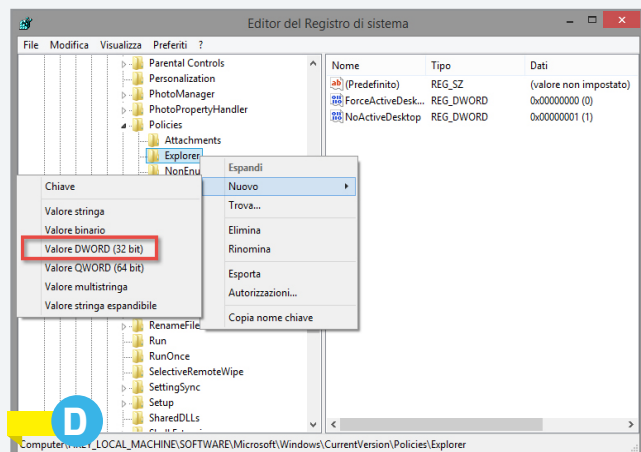 Editor del Registro di sistema
File Modifica Visualizza Preferiti ?
Parental Controls
Personalization
PhotoManager
PhotoPropertyHandler
Policies
Attachments
Explorer
NonEnu
RenameFile
Run
RunOnce
SelectiveRemoteWipe
SettingSync
Setup
SharedDLLs
Nome Tipo Dati
ab (Predefinito) REG_SZ (valore non impostato)
ForceActiveDesk... REG_DWORD 0x00000000 (0)
NoActiveDesktop REG_DWORD 0x00000001 (1)
Espandi
Nuovo
Trova...
Elimina
Rinomina
Esporta
Autorizzazioni...
Copia nome chiave
Chiave
Valore stringa
Valore binario
Valore DWORD (32 bit)
Valore QWORD (64 bit)
Valore multistringa
Valore stringa espandibile
D
Computer\HKEY_LOCAL_MACHINE\SOFTWARE\Microsoft\Windows\CurrentVersion\Policies\Explorer